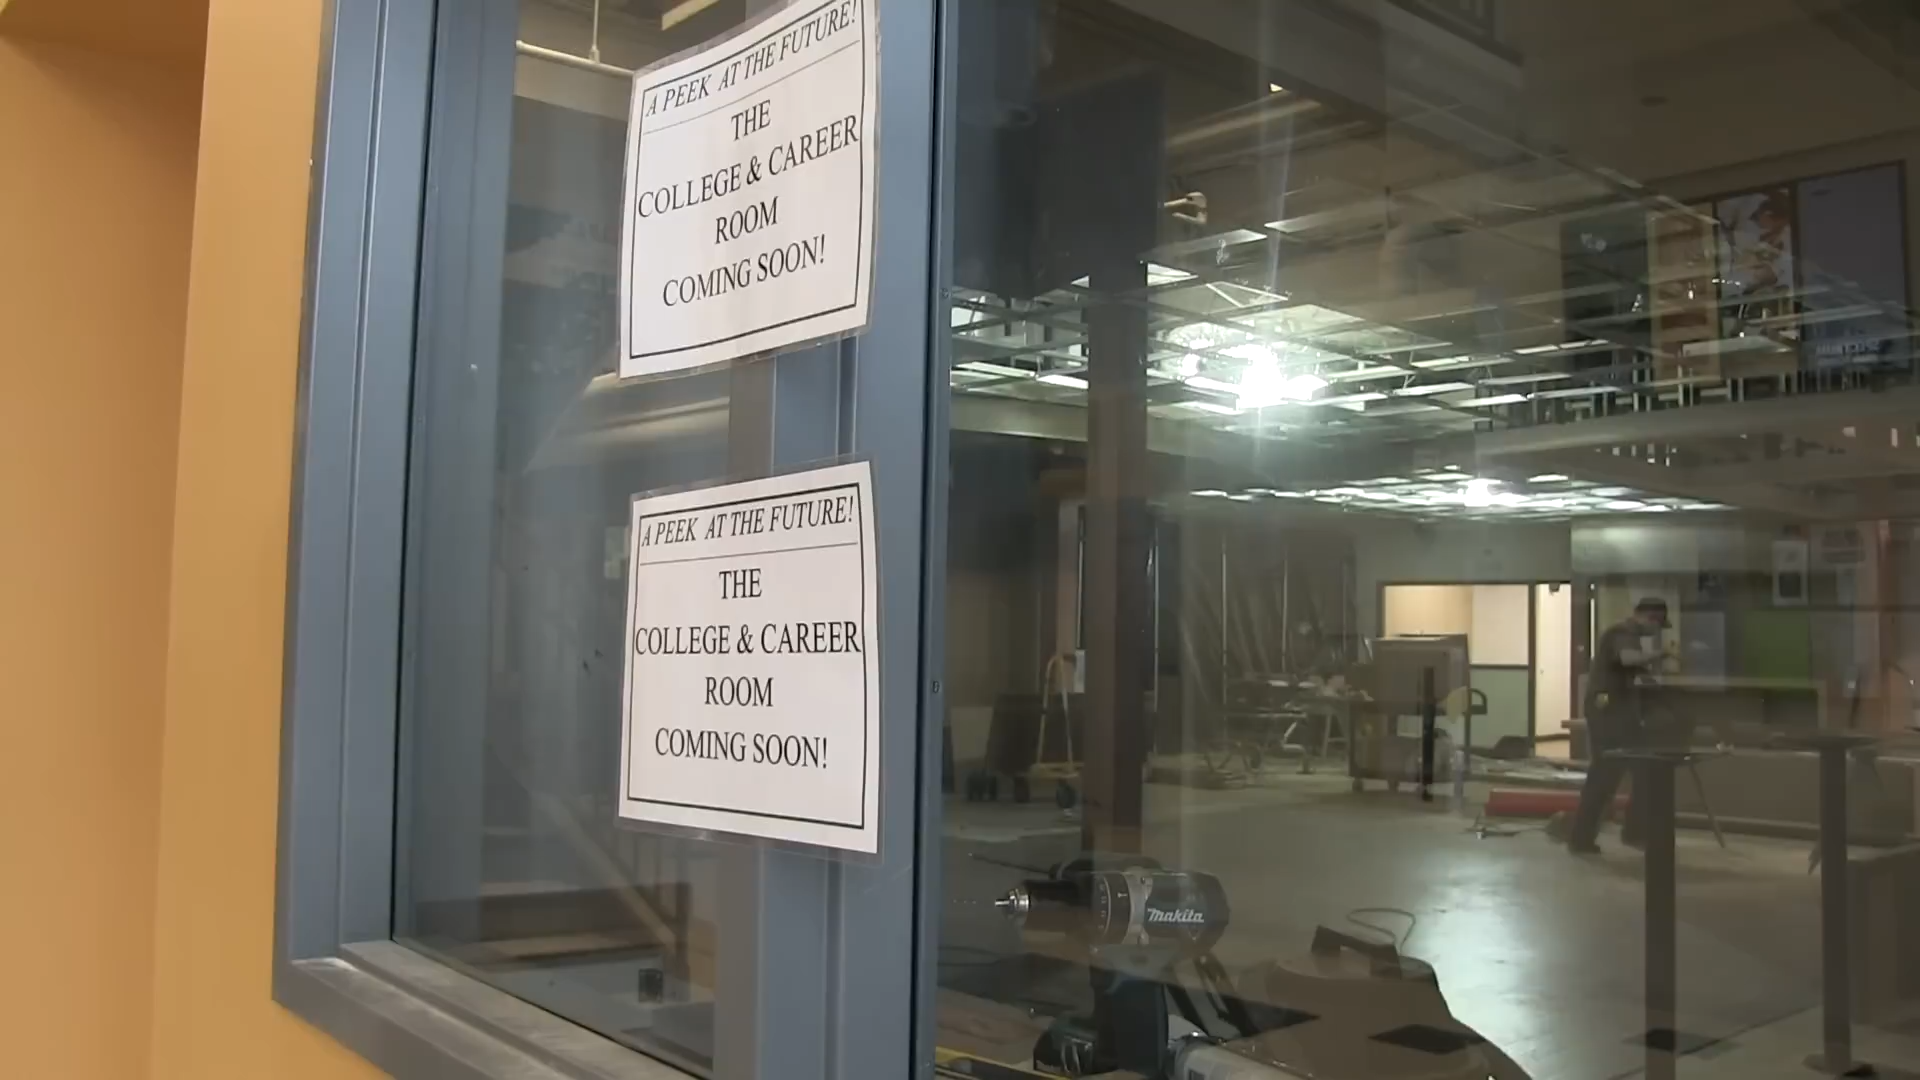 A PEEK AT THE FUTURE!
THE
COLLEGE & CAREER
ROOM
COMING SOON!
A PEEK AT THE FUTURE!
THE
COLLEGE & CAREER
ROOM
COMING SOON!
makita